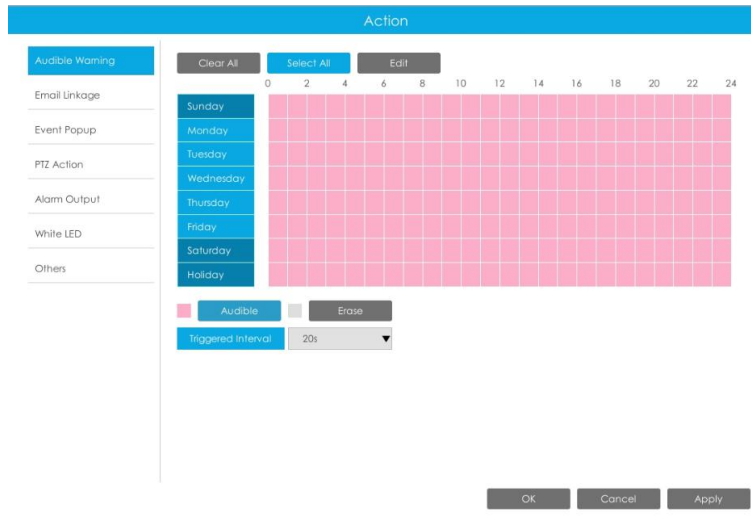 Action
Audible Warning
Email Linkage
Event Popup
PTZ Action
Alarm Output
White LED
Others
Clear All Select All Edit
0 2 4 6 8 10 12 14 16 18 20 22 24
Sunday
Monday
Tuesday
Wednesday
Thursday
Friday
Saturday
Holiday
Audible Erase
Triggered Interval 20s
OK Cancel Apply